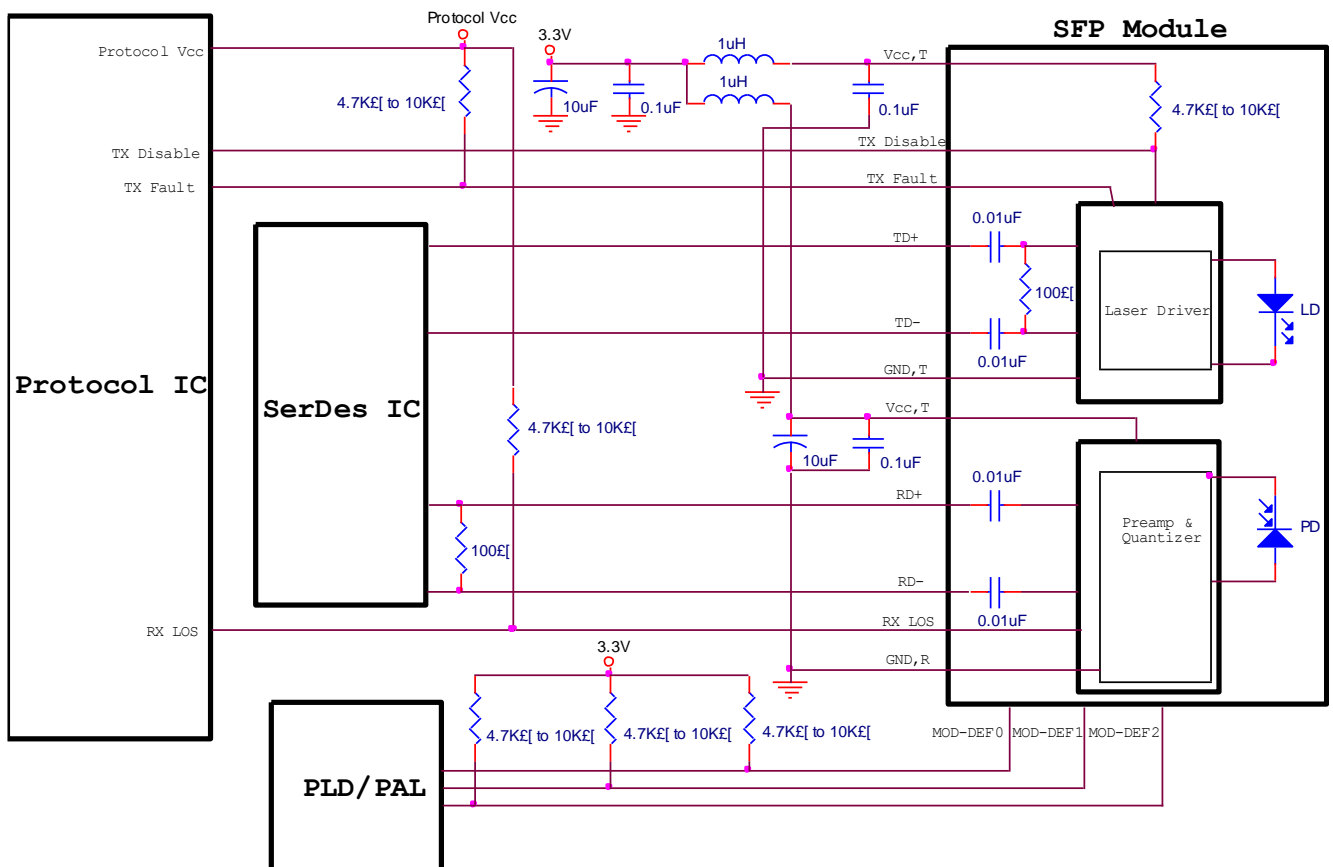 Protocol Vcc
SFP Module
3.3V
1uH
Vcc,T
Protocol Vcc
1uH
4.7K£[ to 10K£[
10uF
0.1uF
0.1uF
4.7K£[ to 10K£[
TX Disable
TX Disable
TX Fault
TX Fault
0.01uF
TD+
100£[
Laser Driver
LD
TD-
0.01uF
GND,T
Protocol IC
SerDes IC
Vcc,T
4.7K£[ to 10K£[
10uF
0.1uF
0.01uF
RD+
Preamp &
Quantizer
PD
100£[
RD-
0.01uF
RX LOS
RX LOS
GND,R
3.3V
4.7K£[ to 10K£[
4.7K£[ to 10K£[
4.7K£[ to 10K£[
MOD-DEF0
MOD-DEF1
MOD-DEF2
PLD/PAL